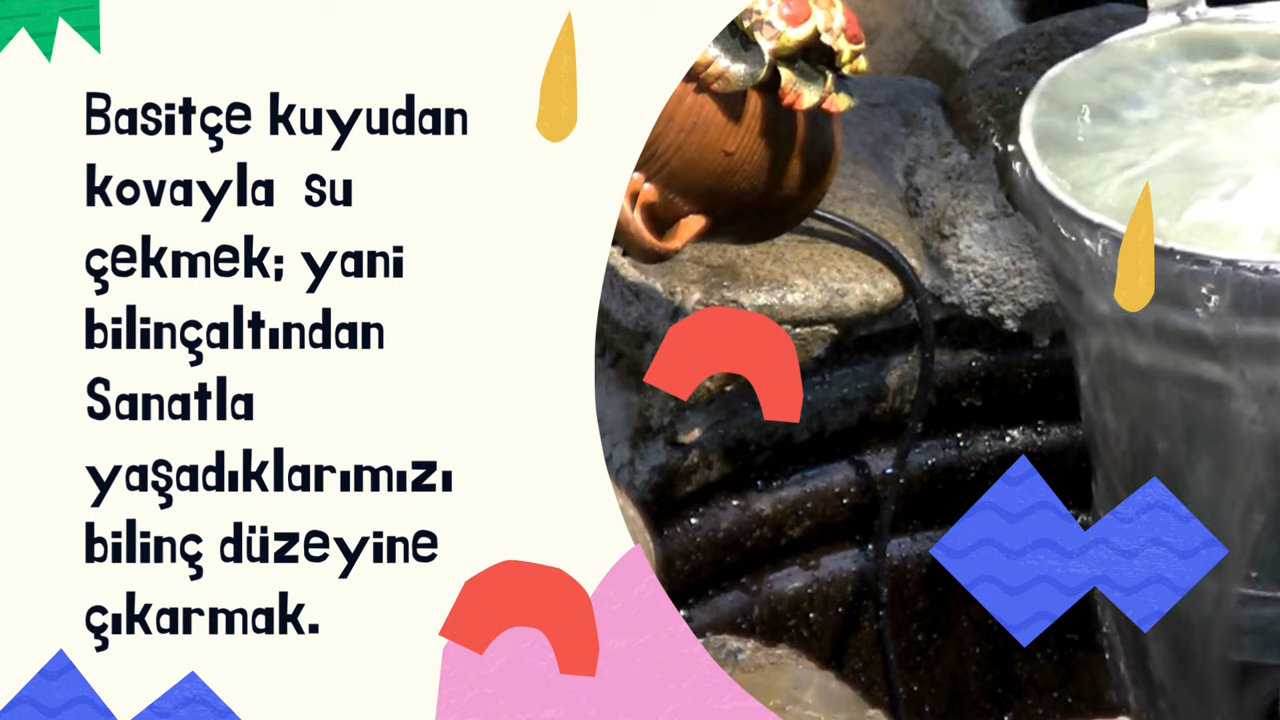 Basitçe kuyudan
kovayla su
çekmek; yani
bilinçaltından
Sanatla
yaşadıklarımızı
bilinç düzeyine
çıkarmak.